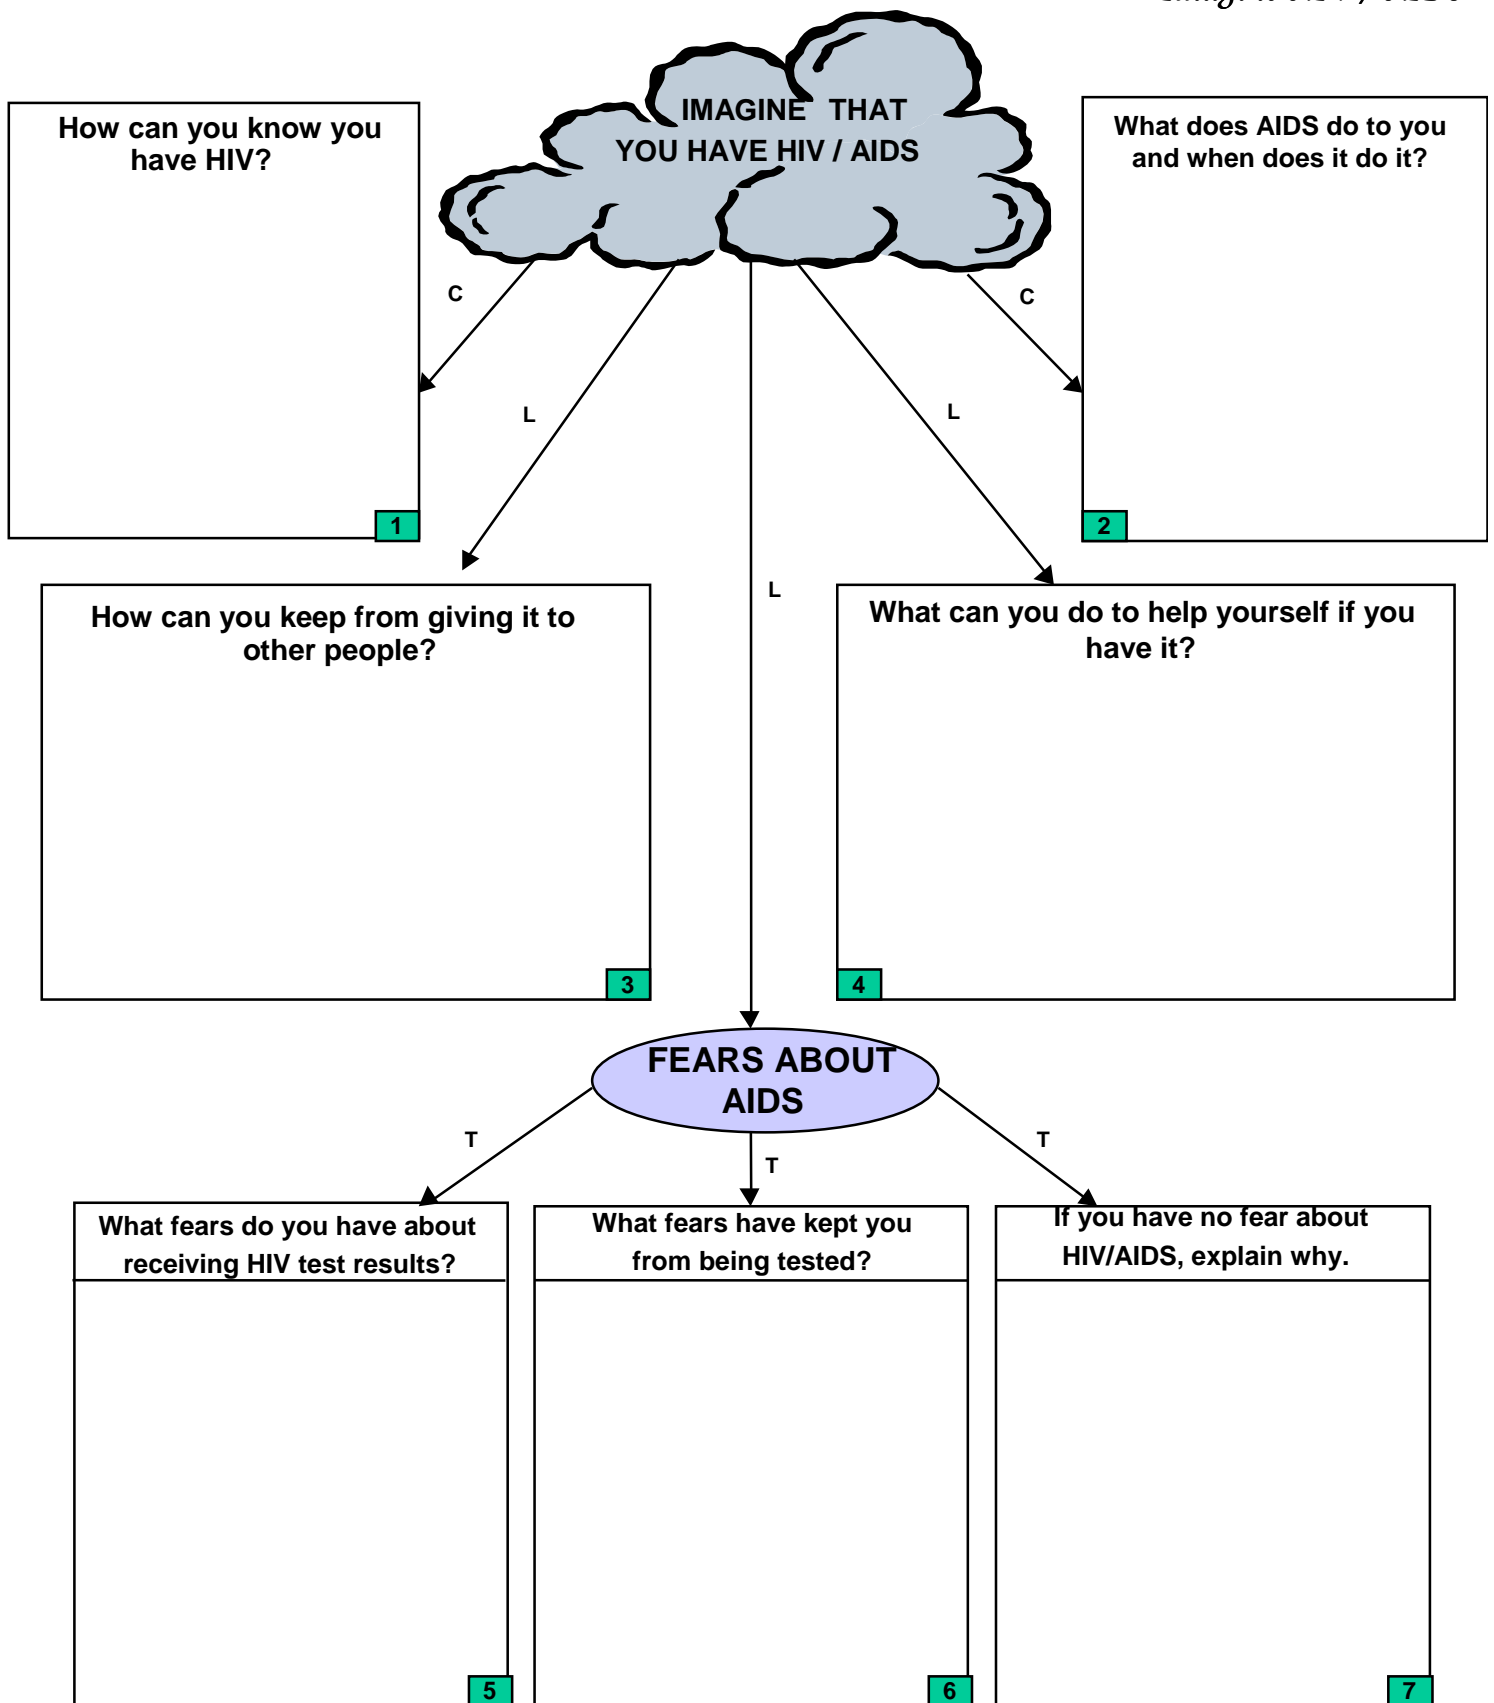 IMAGINE THAT
YOU HAVE HIV / AIDS
How can you know you
have HIV?
What does AIDS do to you
and when does it do it?
C
C
L
L
1
2
How can you keep from giving it to
other people?
L
What can you do to help yourself if you
have it?
3
4
FEARS ABOUT
AIDS
T
T
T
What fears do you have about
receiving HIV test results?
What fears have kept you
from being tested?
If you have no fear about
HIV/AIDS, explain why.
5
6
7